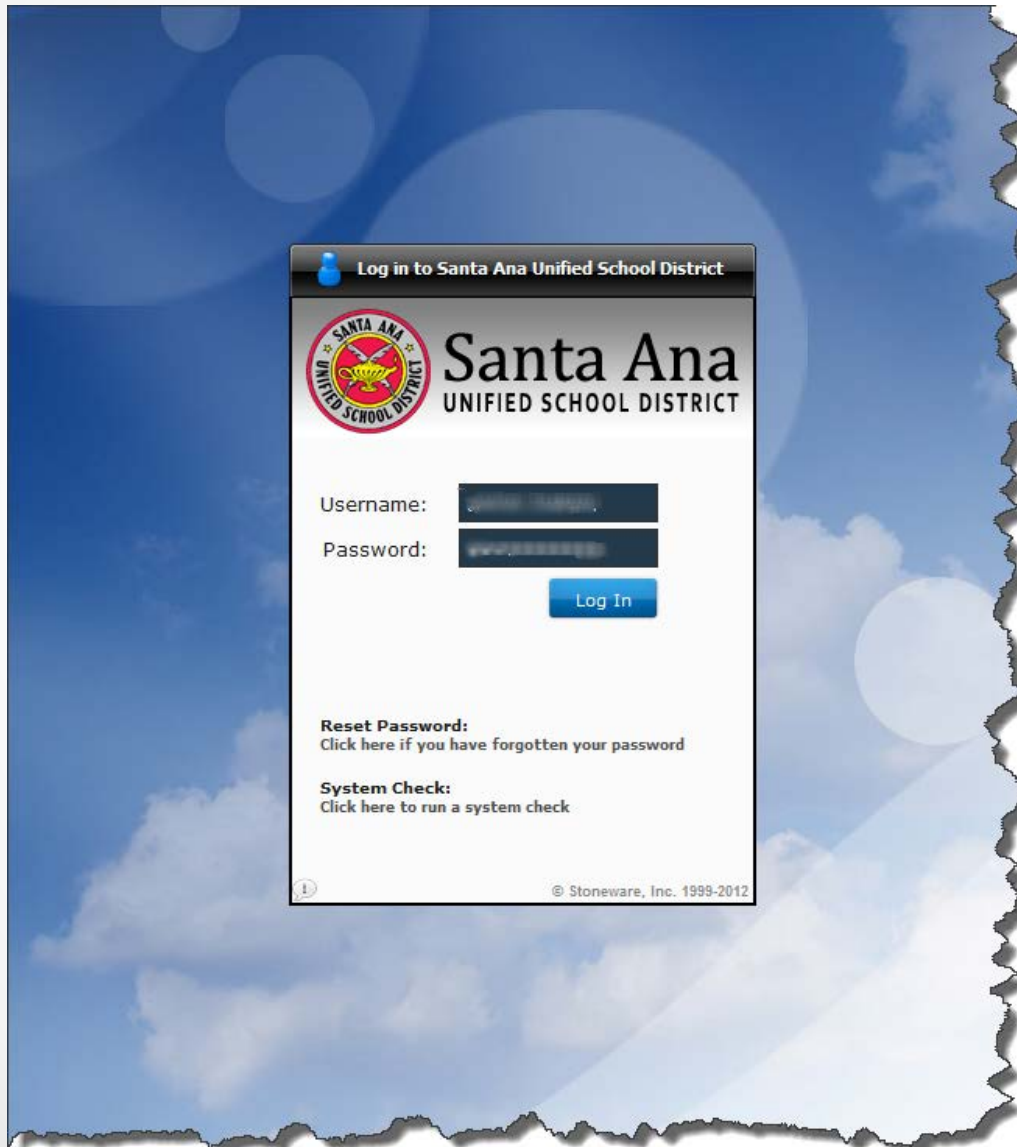 Log in to Santa Ana Unified School District
SANTA ANA
UNIFIED SCHOOL DISTRICT
Santa Ana
UNIFIED SCHOOL DISTRICT
Username:
Password:
Log In
Reset Password:
Click here if you have forgotten your password
System Check:
Click here to run a system check
© Stoneware, Inc. 1999-2012